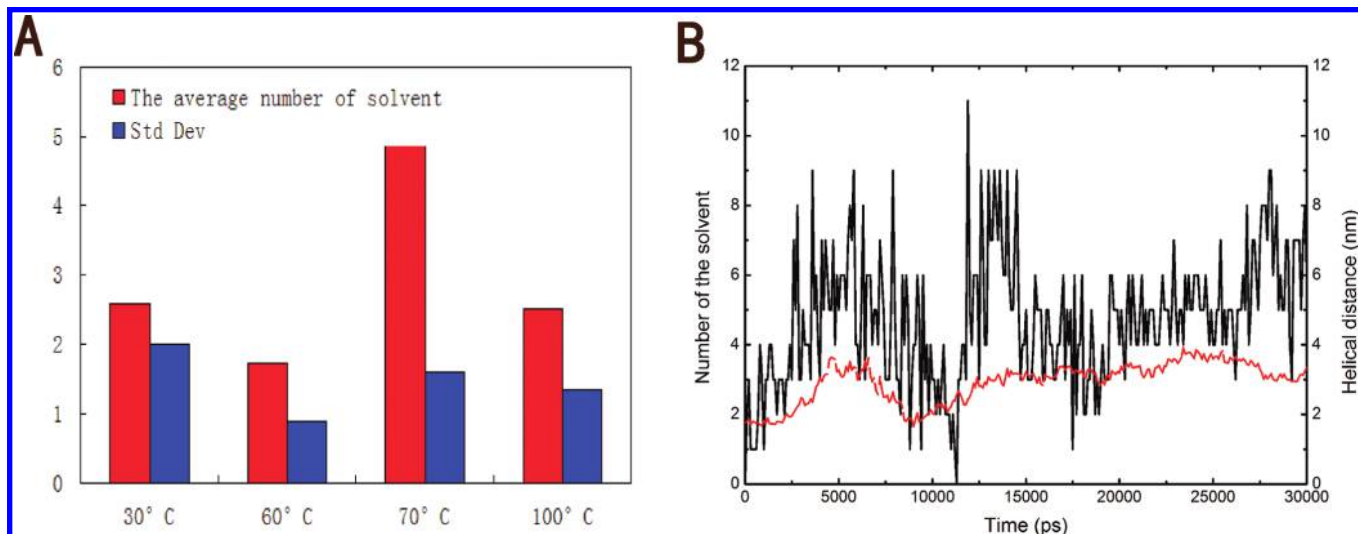 A
6
5
4
3
2
1
0
The average number of solvent
Std Dev
30° C
60° C
70° C
100° C
B
Number of the solvent
12
10
8
6
4
2
0
12
10
8
6
4
2
0
Helical distance (nm)
0
5000
10000
15000
20000
25000
30000
Time (ps)